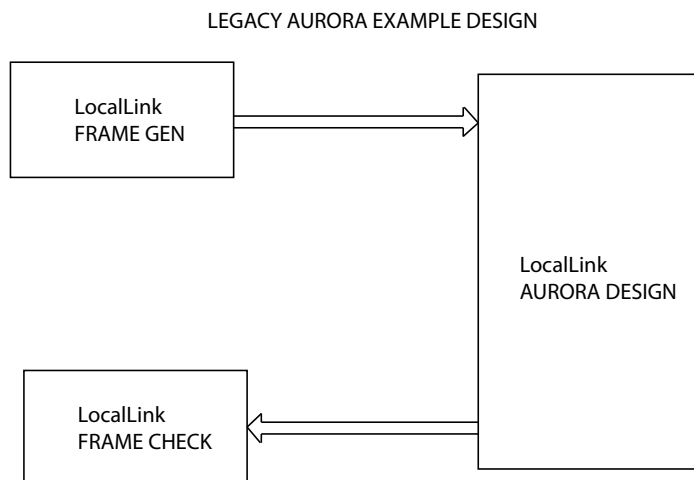 LEGACY AURORA EXAMPLE DESIGN
LocalLink
FRAME GEN
LocalLink
AURORA DESIGN
LocalLink
FRAME CHECK